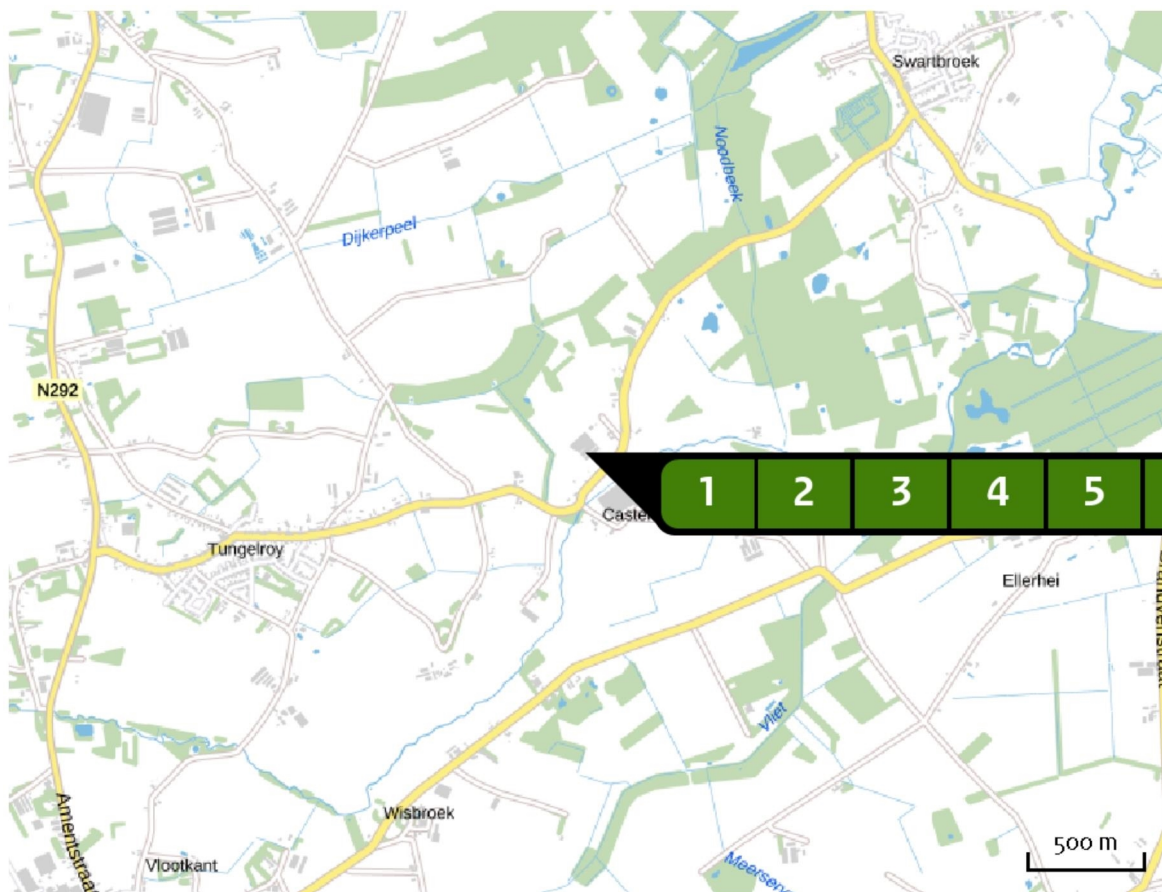 Swartbroek
Noodbeek
Dijkerpeel
N292
1 2 3 4 5
Tungelroy
Ellerhei
Vliet
Wisbroek
500 m
Vlootkant